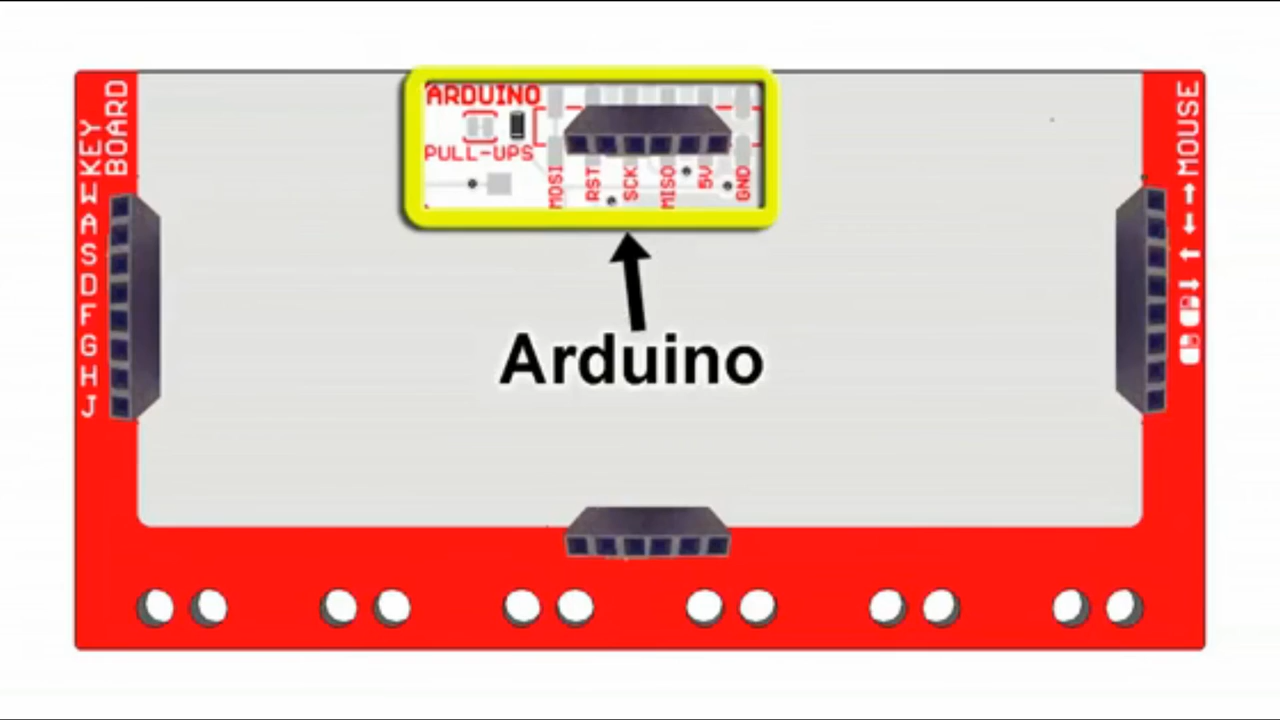 KEY
BOARD
W
A
S
D
F
G
H
J
ARDUINO
PULL-UPS
MOSI
RST
SCK
MISO
5V
GND
Arduino
MOUSE